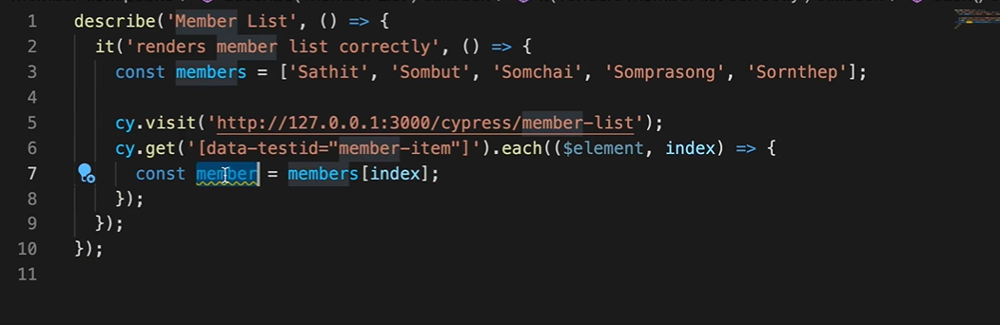 1 describe('Member List', () => {
2 it('renders member list correctly', () => {
3 const members = ['Sathit', 'Sombut', 'Somchai', 'Somprasong', 'Sornthep'];
4
5 cy.visit('http://127.0.0.1:3000/cypress/member-list');
6 cy.get('[data-testid="member-item"]').each(($element, index) => {
7 const member = members[index];
8 });
9 });
10 });
11